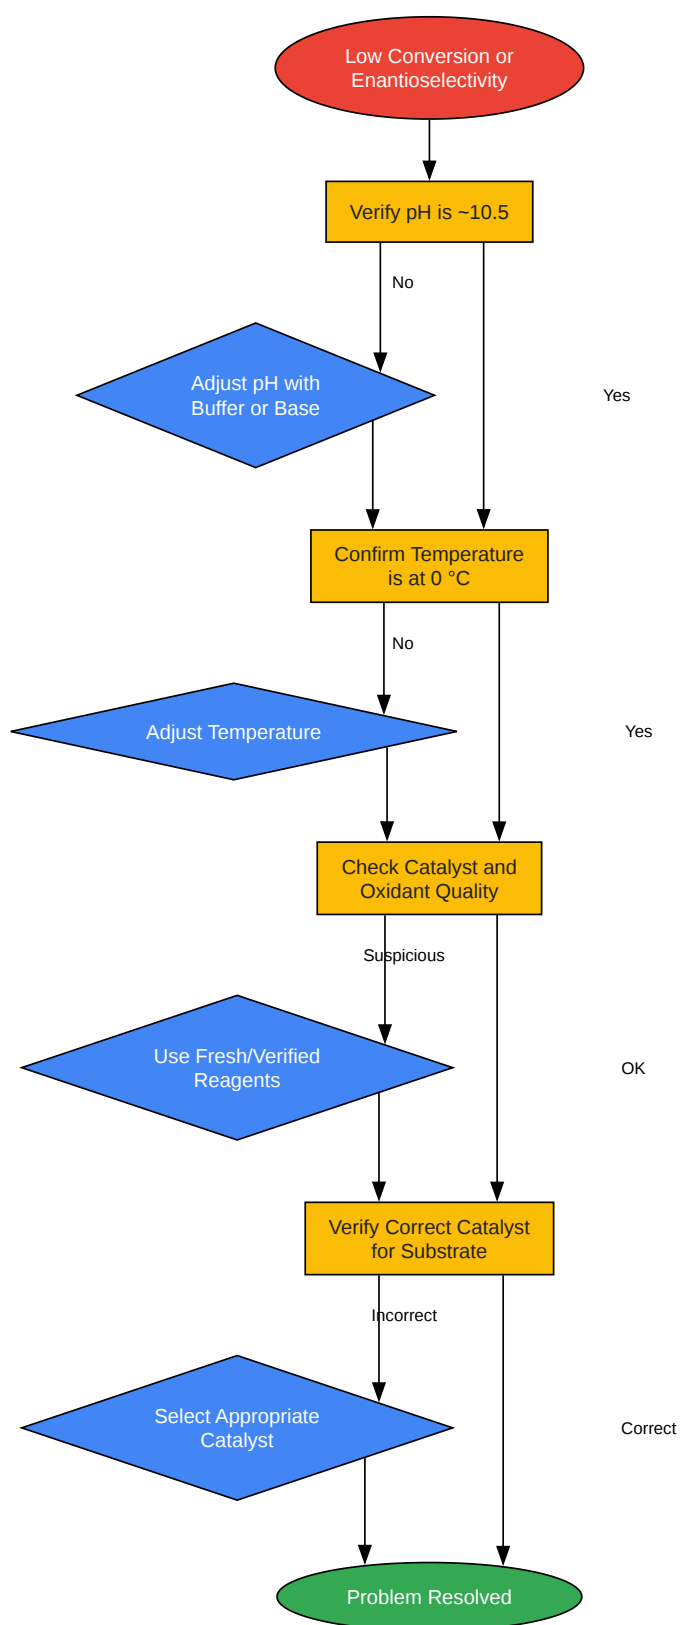 Low Conversion or
Enantioselectivity
Verify pH is ~10.5
No
Adjust pH with
Buffer or Base
Yes
Confirm Temperature
is at 0 °C
No
Adjust Temperature
Yes
Check Catalyst and
Oxidant Quality
Suspicious
Use Fresh/Verified
Reagents
OK
Verify Correct Catalyst
for Substrate
Incorrect
Select Appropriate
Catalyst
Correct
Problem Resolved